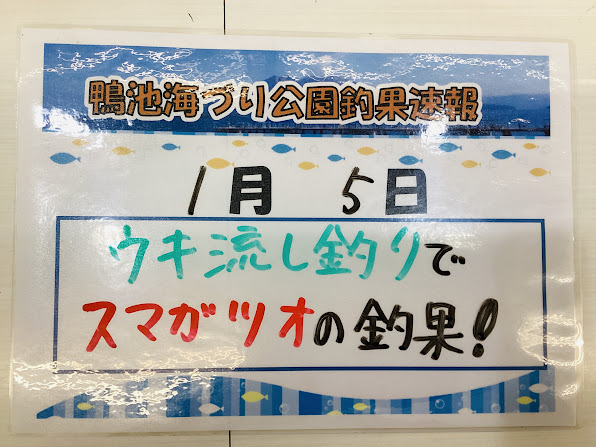 鴨池海づり公園釣果速報
1月 5日
ウキ流し釣りで
スマガツオの釣果!